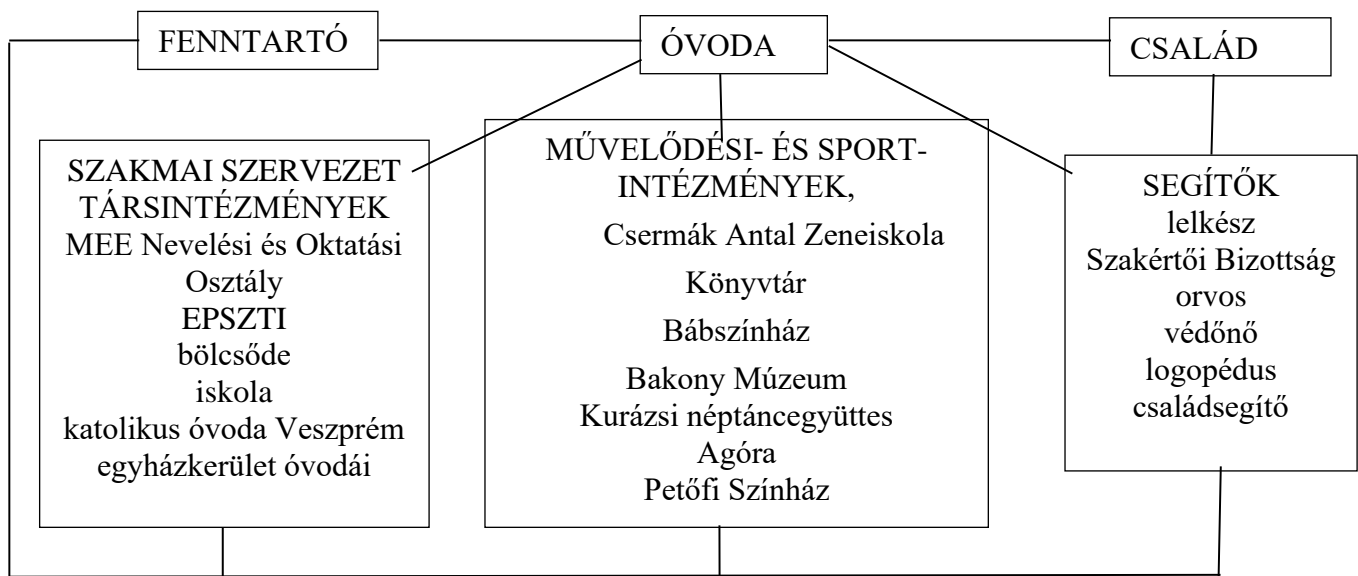 FENNTARTÓ
ÓVODA
CSALÁD
SZAKMAI SZERVEZET
TÁRSINTÉZMÉNYEK
MEE Nevelési és Oktatási
Osztály
EPSZTI
bölcsőde
iskola
katolikus óvoda Veszprém
egyházkerület óvodái
MŰVELŐDÉSI- ÉS SPORT-
INTÉZMÉNYEK,
Csermák Antal Zeneiskola
Könyvtár
Bábszínház
Bakony Múzeum
Kurázsi néptáncegyüttes
Agóra
Petőfi Színház
SEGÍTŐK
lelkész
Szakértői Bizottság
orvos
védőnő
logopédus
családsegítő